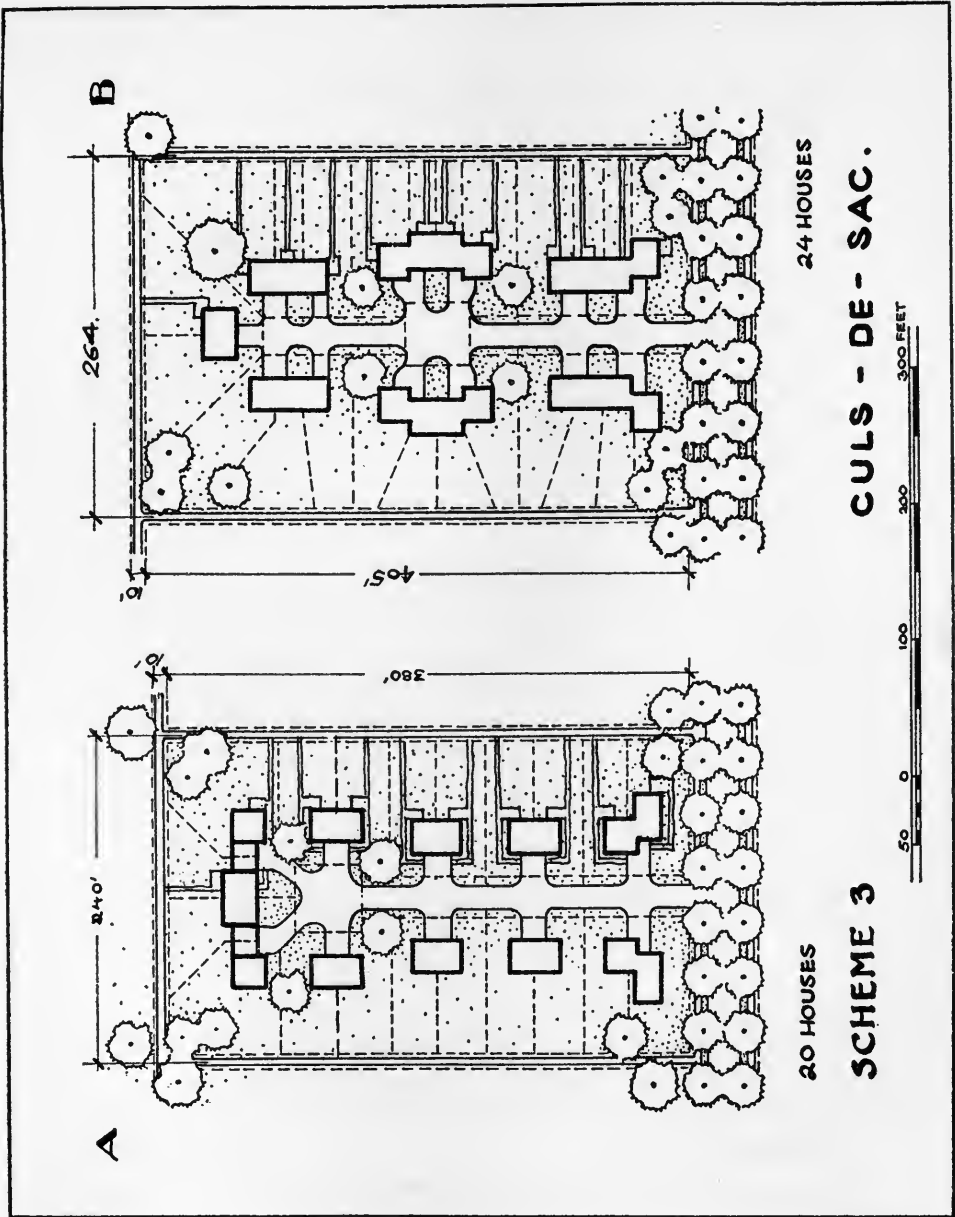 A
B
240'
10'
380'
264.
10'
405'
20 HOUSES
24 HOUSES
SCHEME 3
CULS - DE - SAC.
50 0 100 200 300 FEET